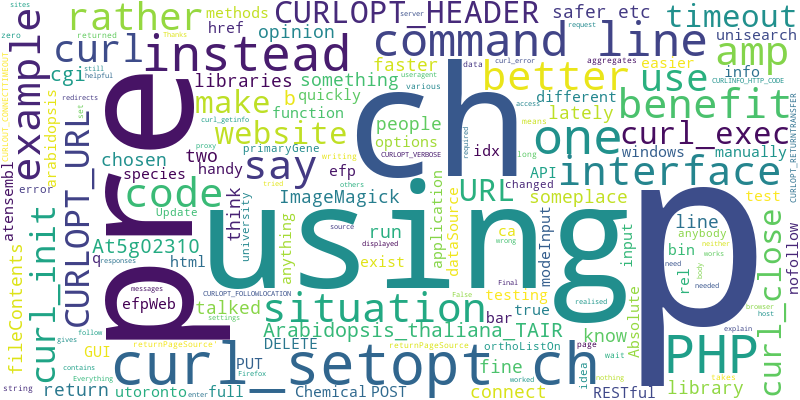 rather
CURLOPT_HEADER
methods
href
opinion
safer etc
timeout
curl
instead
command line
faster
unisearch
amp
cgi
libraries
something
better
easier
info
example
make
b
quickly
function
use
different
lately
CURLINFO_HTTP_CODE
benefit
atensembl
website
people
options
idx
windows
manually
curl_exec
CURLOPT_URL
chosen
two
primaryGene
species
handy
say
efp
one
interface
nofollow
code
ImageMagick
URL
API
changed
someplace
test
error
Update
think
university
exist
run
application
dataSource
ca
modeInput
input
line
anybody
neither
works
At5g02310
q
html
anything
bin
rel
need
needed
body
browser
host
explain
curl_init
fileContents
pre
ch
using
p
efpWeb
talked
situation
testing
true
bar
know
Absolute
Final
realised
curl_close
GUI
Arabidopsis_thaliana_TAIR
CURLOPT_FOLLOWLOCATION
DELETE
returnPageSource
orthoListOn
page
fine
PHP
curl_setopt
ch
PUT
return
utoronto
full
Chemical
POST
connect
idea
wait
nothing
RESTful
library
string
enter
Firefox
worked
Everything
contains
gives
follow
settings
messages
responses
False
source
displayed
others
triad
writing
proxy
curl_getinfo
CURLOPT_VERBOSE
required
long
means
various
access
data
useragent
curl_error
request
server
aggregates
takes
wrong
CURLOPT_RETURNTRANSFER
CURLOPT_CONNECTTIMEOUT
arabidopsis
set
redirects
still
helpful
Thanks
returned
zero
sites